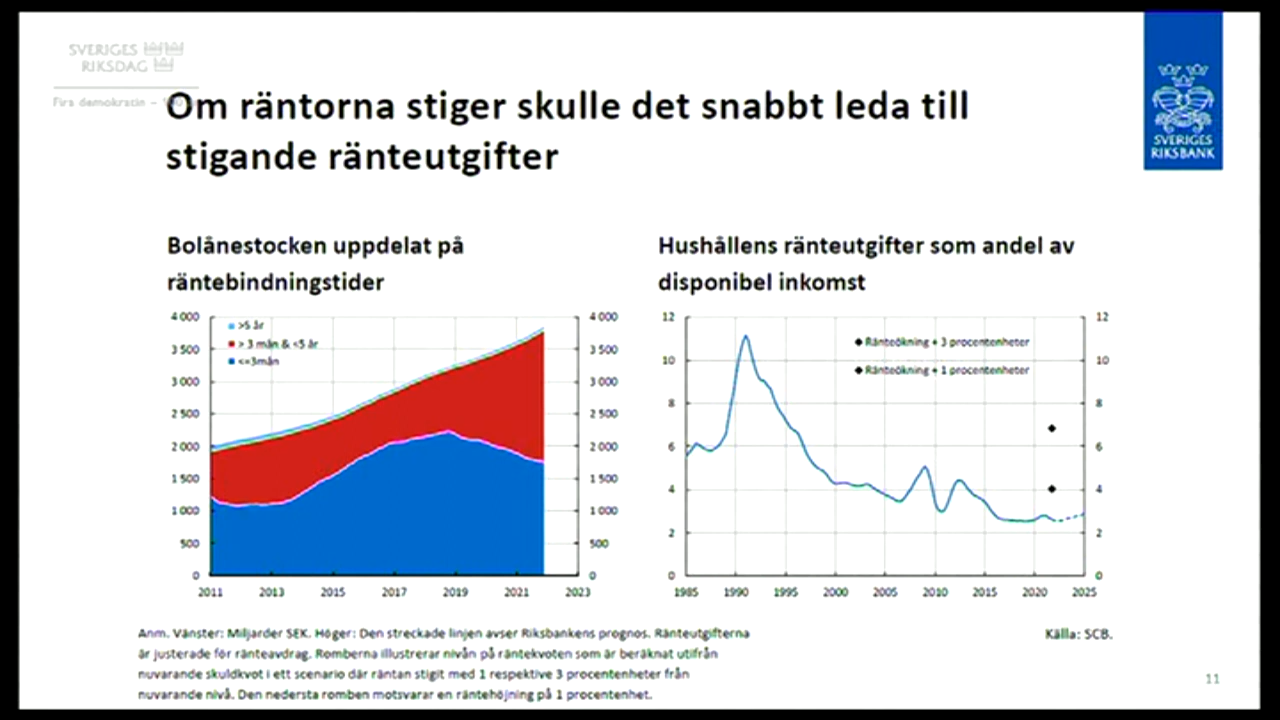 SVERIGES
RIKSDAG
Fira demokratin –
Om räntorna stiger skulle det snabbt leda till
stigande ränteutgifter
SVERIGES
RIKSBANK
Bolånestocken uppdelat på
räntebindningstider
4 000
3 500
3 000
2 500
2 000
1 500
1 000
500
0
>5 år
> 3 mån & <5 år
<=3mån
4 000
3 500
3 000
2 500
2 000
1 500
1 000
500
0
2011 2013 2015 2017 2019 2021 2023
Hushållens ränteutgifter som andel av
disponibel inkomst
12
10
8
6
4
2
0
Ränteökning + 3 procentenheter
Ränteökning + 1 procentenheter
12
10
8
6
4
2
0
1985 1990 1995 2000 2005 2010 2015 2020 2025
Anm. Vänster: Miljarder SEK. Höger: Den streckade linjen avser Riksbankens prognos. Ränteutgifterna
är justerade för ränteavdrag. Romberna illustrerar nivån på räntekvoten som är beräknat utifrån
nuvarande skuldkvot i ett scenario där räntan stigit med 1 respektive 3 procentenheter från
nuvarande nivå. Den nedersta romben motsvarar en räntehöjning på 1 procentenhet.
Källa: SCB.
11